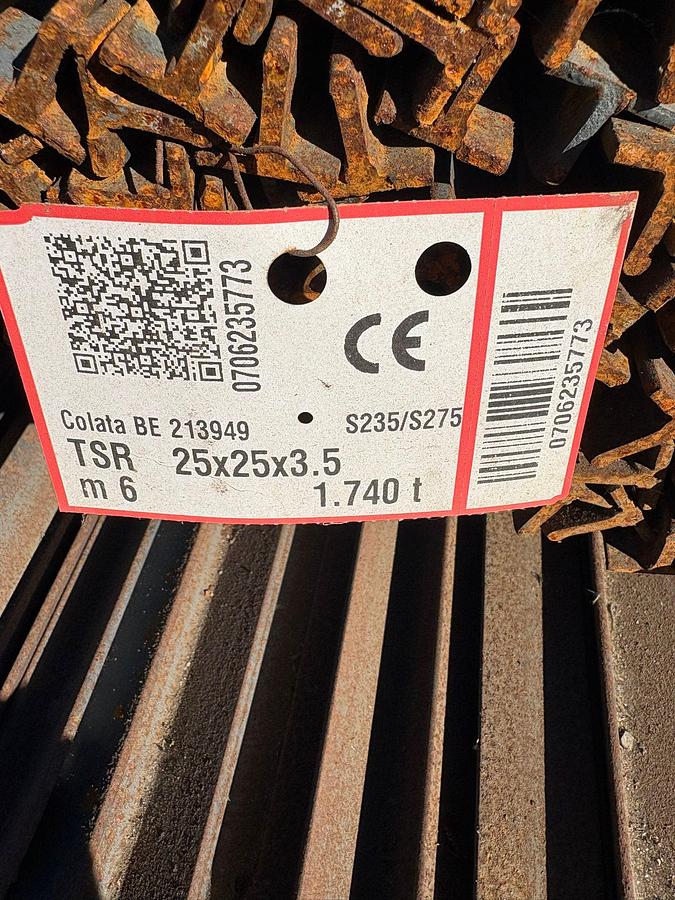 0706235773
CE
Colata BE 213949
S235/S275
TSR 25x25x3.5
m 6
1.740 t
0706235773